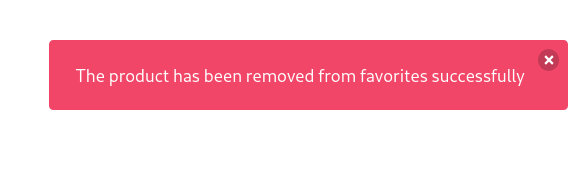 The product has been removed from favorites successfully